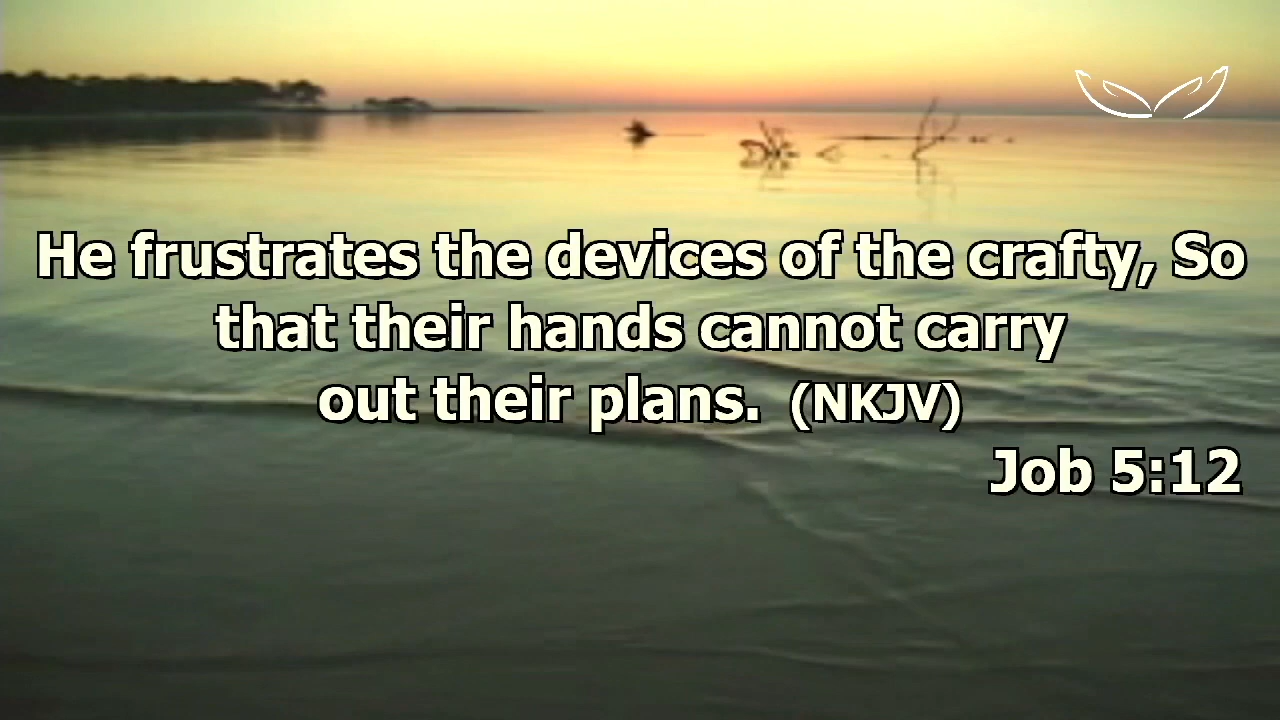 He frustrates the devices of the crafty, So
that their hands cannot carry
out their plans. (NKJV)
Job 5:12